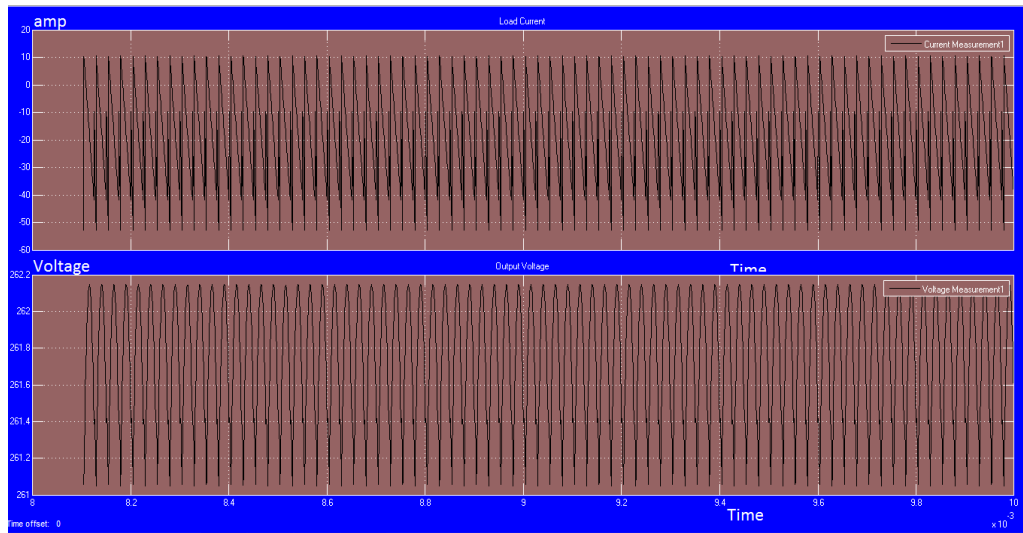 amp
Load Current
20
10
0
-10
-20
-30
-40
-50
-60
Current Measurement1
Time
Voltage
Output Voltage
262.2
262
261.8
261.6
261.4
261.2
261
Voltage Measurement1
8 8.2 8.4 8.6 8.8 9 9.2 9.4 9.6 9.8 10
Time
x 10
-3
Time offset: 0